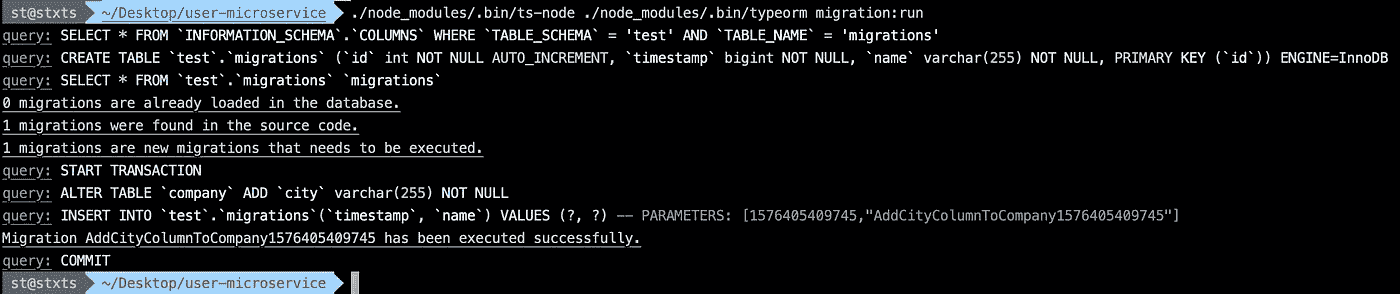 st@stxts ~/Desktop/user-microservice ./node_modules/.bin/ts-node ./node_modules/.bin/typeorm migration:run
query: SELECT * FROM `INFORMATION_SCHEMA`.`COLUMNS` WHERE `TABLE_SCHEMA` = 'test' AND `TABLE_NAME` = 'migrations'
query: CREATE TABLE `test`.`migrations` (`id` int NOT NULL AUTO_INCREMENT, `timestamp` bigint NOT NULL, `name` varchar(255) NOT NULL, PRIMARY KEY (`id`)) ENGINE=InnoDB
query: SELECT * FROM `test`.`migrations` `migrations`
0 migrations are already loaded in the database.
1 migrations were found in the source code.
1 migrations are new migrations that needs to be executed.
query: START TRANSACTION
query: ALTER TABLE `company` ADD `city` varchar(255) NOT NULL
query: INSERT INTO `test`.`migrations`(`timestamp`, `name`) VALUES (?, ?) -- PARAMETERS: [1576405409745,"AddCityColumnToCompany1576405409745"]
Migration AddCityColumnToCompany1576405409745 has been executed successfully.
query: COMMIT
st@stxts ~/Desktop/user-microservice